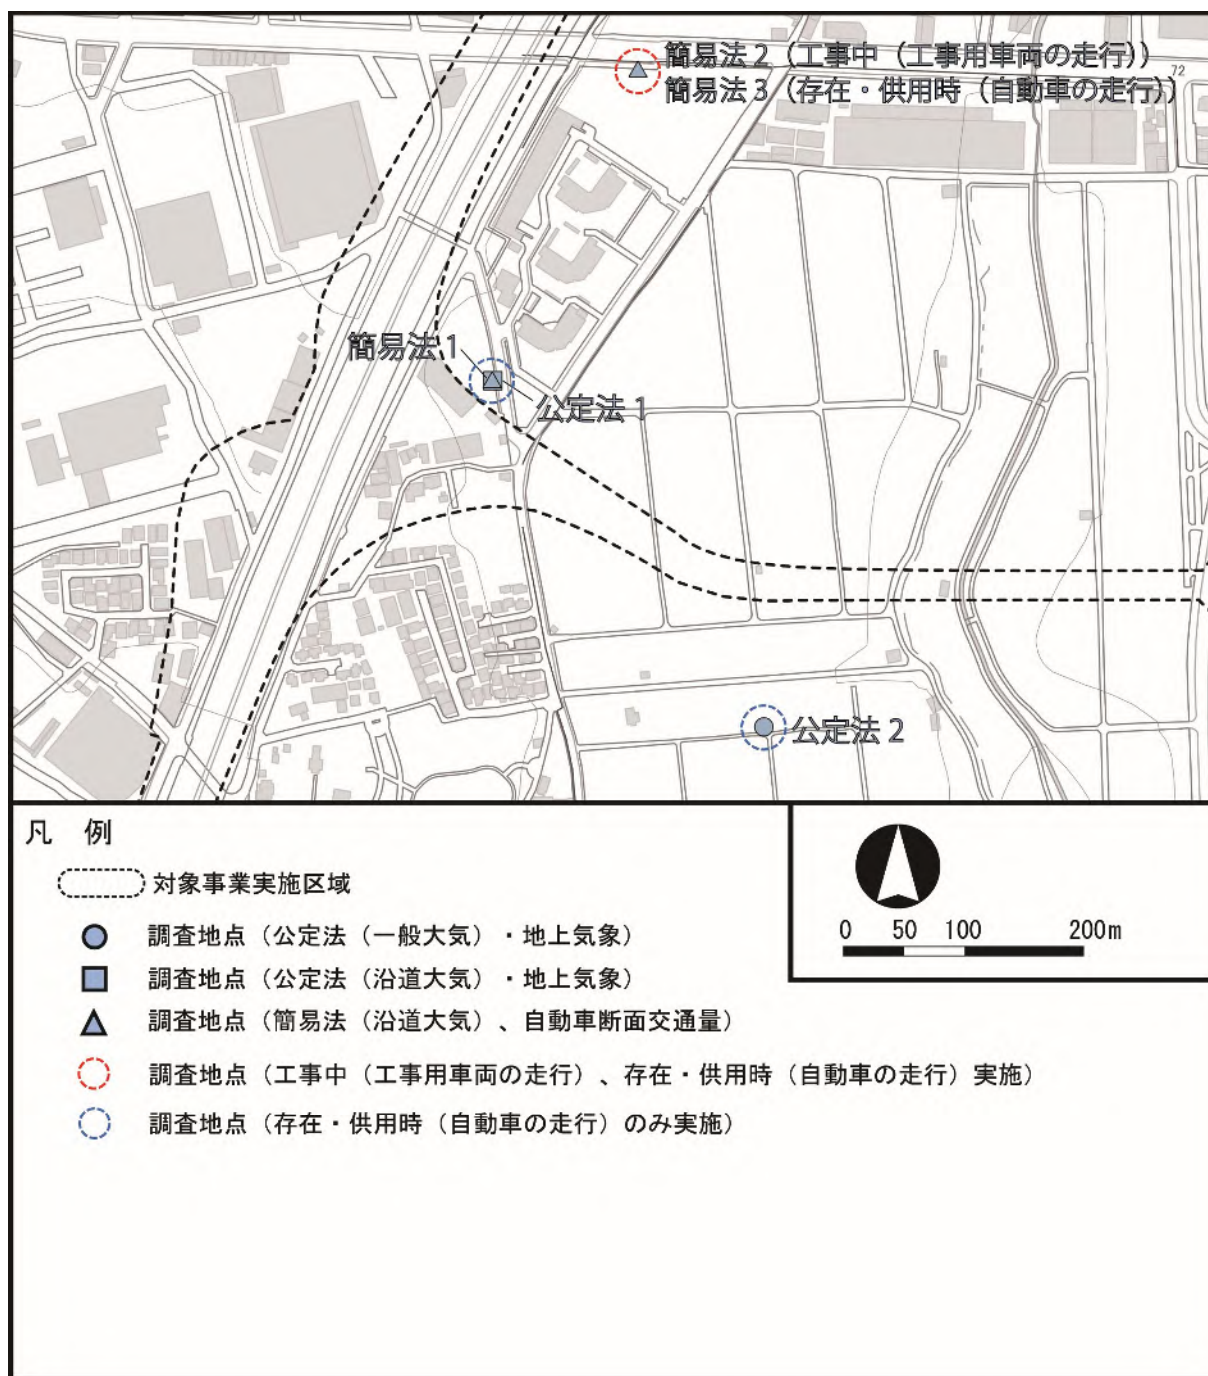 簡易法 2（工事中（工事用車両の走行））
簡易法 3（存在・供用時（自動車の走行））
72
簡易法 1
公定法 1
公定法 2
凡　例
対象事業実施区域
調査地点（公定法（一般大気）・地上気象）
調査地点（公定法（沿道大気）・地上気象）
調査地点（簡易法（沿道大気）、自動車断面交通量）
調査地点（工事中（工事用車両の走行）、存在・供用時（自動車の走行）実施）
調査地点（存在・供用時（自動車の走行）のみ実施）
0 50 100 200m